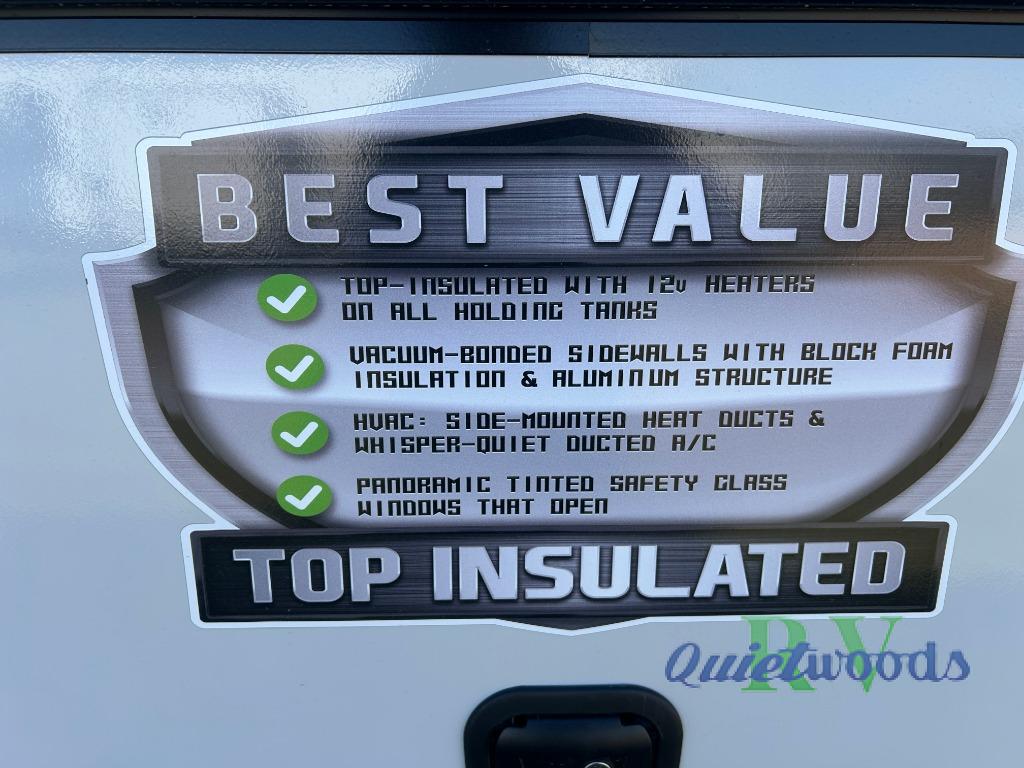 BEST VALUE
TOP-INSULATED WITH 12v HEATERS
ON ALL HOLDING TANKS
VACUUM-BONDED SIDEWALLS WITH BLOCK FOAM
INSULATION & ALUMINUM STRUCTURE
HVAC: SIDE-MOUNTED HEAT DUCTS &
WHISPER-QUIET DUCTED A/C
PANORAMIC TINTED SAFETY GLASS
WINDOWS THAT OPEN
TOP INSULATED
Quietwoods RV